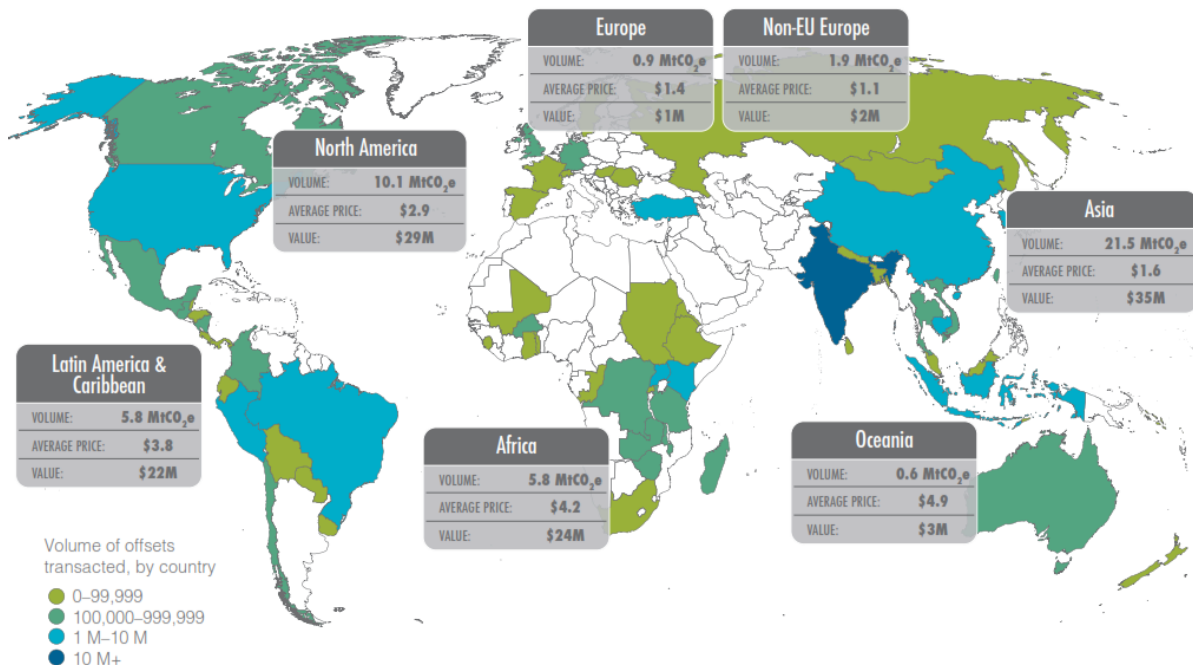 Europe
VOLUME: 0.9 MtCO₂e
AVERAGE PRICE: $1.4
VALUE: $1M
Non-EU Europe
VOLUME: 1.9 MtCO₂e
AVERAGE PRICE: $1.1
VALUE: $2M
North America
VOLUME: 10.1 MtCO₂e
AVERAGE PRICE: $2.9
VALUE: $29M
Asia
VOLUME: 21.5 MtCO₂e
AVERAGE PRICE: $1.6
VALUE: $35M
Latin America &
Caribbean
VOLUME: 5.8 MtCO₂e
AVERAGE PRICE: $3.8
VALUE: $22M
Africa
VOLUME: 5.8 MtCO₂e
AVERAGE PRICE: $4.2
VALUE: $24M
Oceania
VOLUME: 0.6 MtCO₂e
AVERAGE PRICE: $4.9
VALUE: $3M
Volume of offsets
transacted, by country
0–99,999
100,000–999,999
1 M–10 M
10 M+